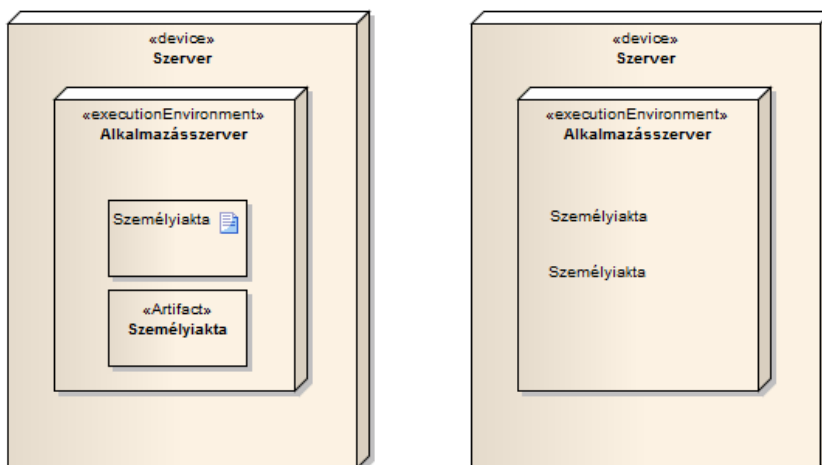 «device»
Szerver
«executionEnvironment»
Alkalmazásszerver
Személyiakta
«Artifact»
Személyiakta
«device»
Szerver
«executionEnvironment»
Alkalmazásszerver
Személyiakta
Személyiakta